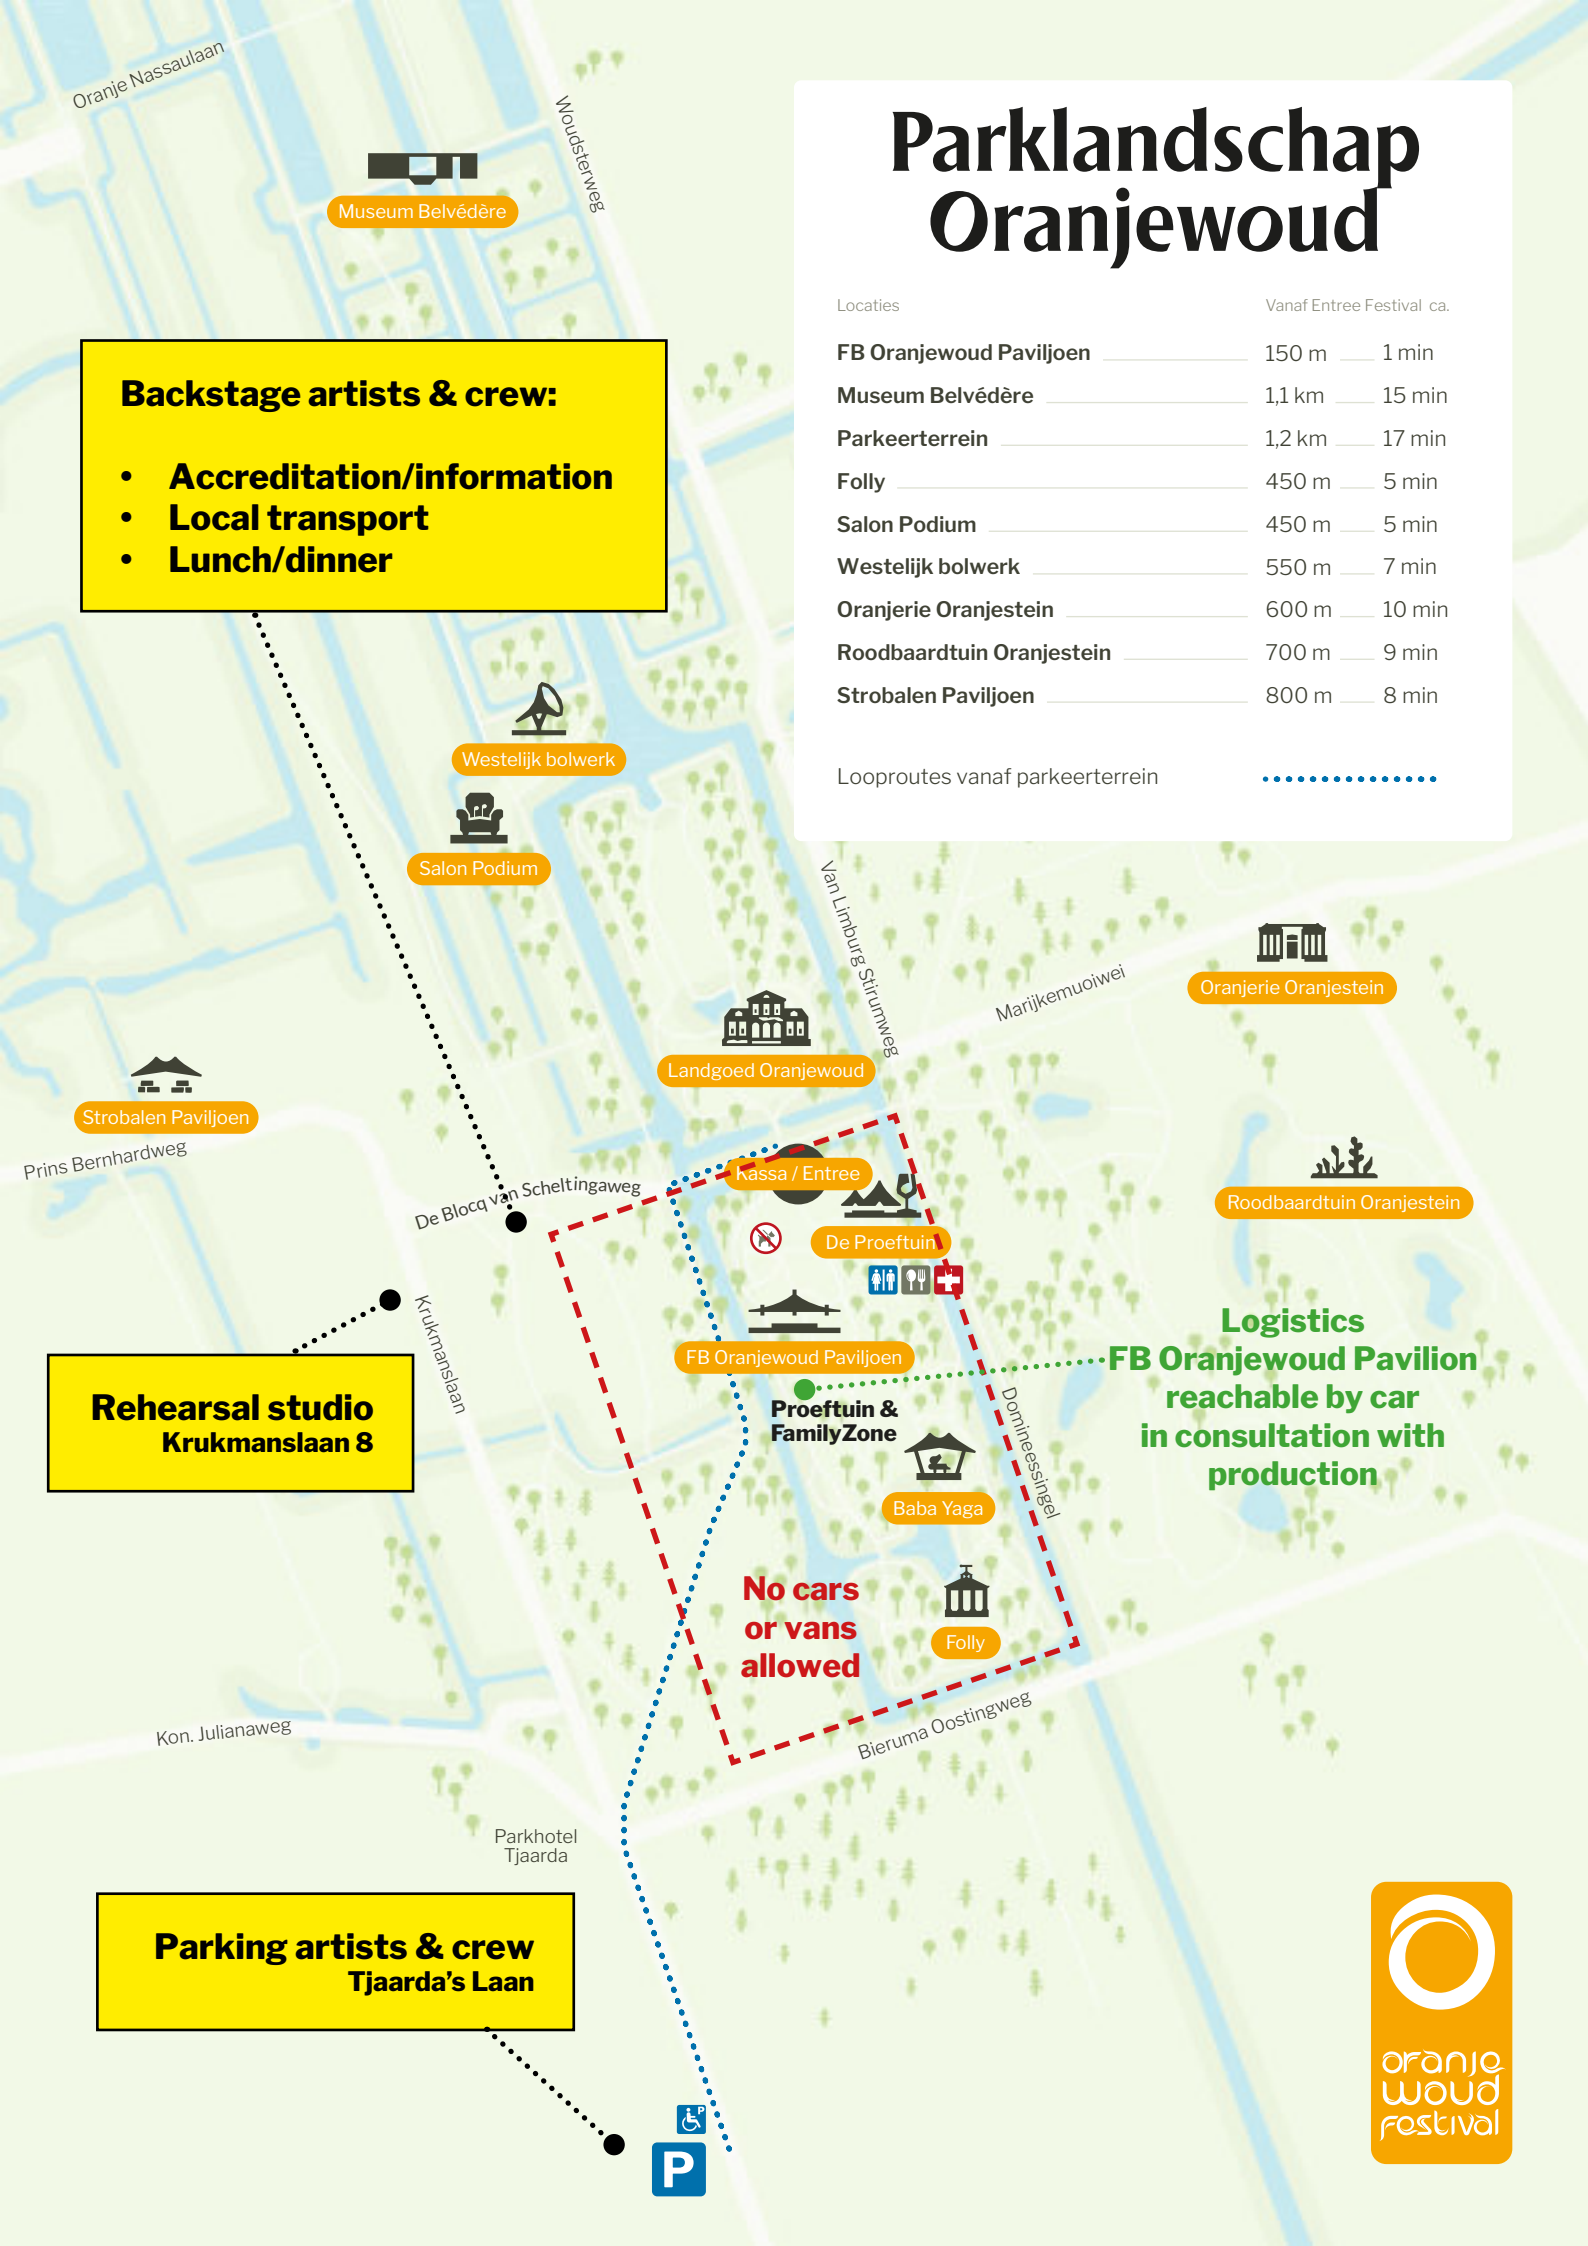 Oranje Nassaulaan
Woudsterweg
Museum Belvédère
Parklandschap
Oranjewoud
Locaties Vanaf Entree Festival ca.
FB Oranjewoud Paviljoen 150 m 1 min
Museum Belvédère 1,1 km 15 min
Parkeerterrein 1,2 km 17 min
Folly 450 m 5 min
Salon Podium 450 m 5 min
Westelijk bolwerk 550 m 7 min
Oranjerie Oranjestein 600 m 10 min
Roodbaardtuin Oranjestein 700 m 9 min
Strobalen Paviljoen 800 m 8 min
Looproutes vanaf parkeerterrein
Backstage artists & crew:
• Accreditation/information
• Local transport
• Lunch/dinner
Westelijk bolwerk
Salon Podium
Van Limburg Stirumweg
Marijkemuoiwei
Oranjerie Oranjestein
Landgoed Oranjewoud
Strobalen Paviljoen
Prins Bernhardweg
De Blocq van Scheltingaweg
Kassa / Entree
Roodbaardtuin Oranjestein
De Proeftuin
Krukmanslaan
FB Oranjewoud Paviljoen
Logistics
FB Oranjewoud Pavilion
reachable by car
in consultation with
production
Rehearsal studio
Krukmanslaan 8
Proeftuin &
FamilyZone
Domineessingel
Baba Yaga
No cars
or vans
allowed
Folly
Kon. Julianaweg
Bieruma Oostingweg
Parkhotel
Tjaarda
Parking artists & crew
Tjaarda's Laan
P
P
oranje
woud
festival